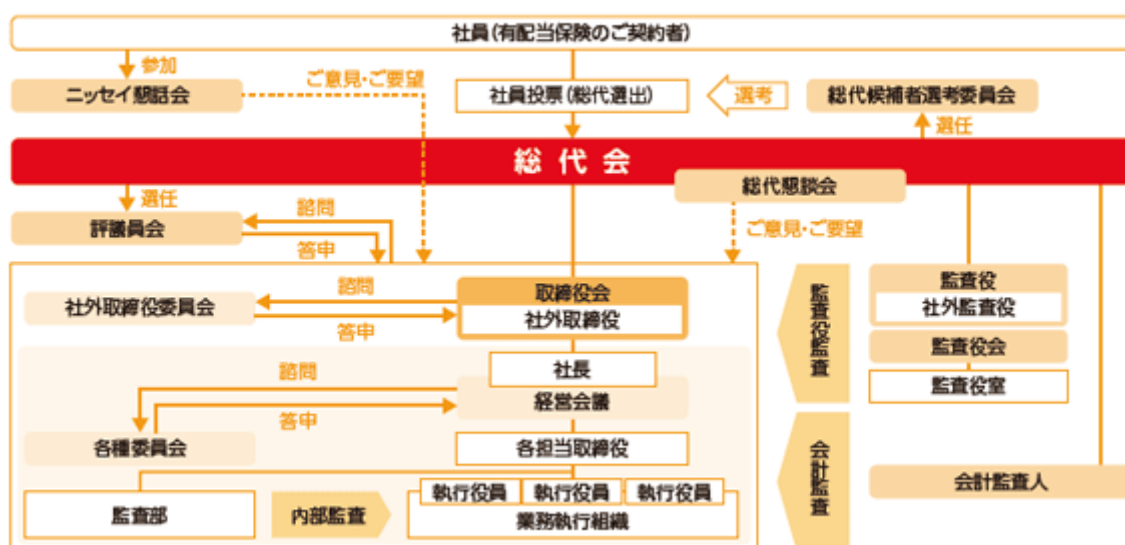 社員(有配当保険のご契約者)
参加
ニッセイ懇話会
ご意見・ご要望
社員投票(総代選出)
選考
総代候補者選考委員会
選任
総代会
総代懇談会
選任
諮問
評議員会
答申
ご意見・ご要望
諮問
社外取締役委員会
答申
取締役会
社外取締役
監査役監査
監査役
社外監査役
監査役会
監査役室
社長
諮問
経営会議
答申
各種委員会
各担当取締役
会計監査
会計監査人
執行役員
執行役員
執行役員
監査部
内部監査
業務執行組織